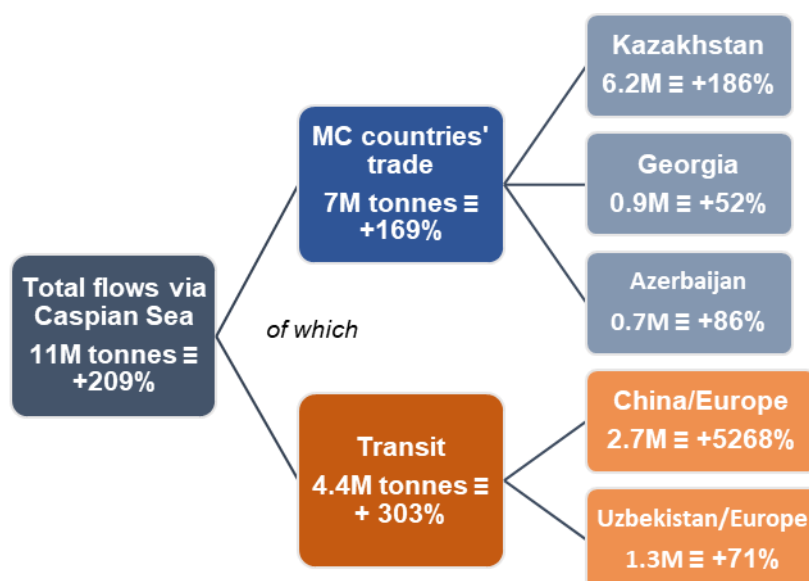 Total flows via
Caspian Sea
11M tonnes ≡
+209%
of which
MC countries'
trade
7M tonnes ≡
+169%
Kazakhstan
6.2M ≡ +186%
Georgia
0.9M ≡ +52%
Azerbaijan
0.7M ≡ +86%
Transit
4.4M tonnes ≡
+ 303%
China/Europe
2.7M ≡ +5268%
Uzbekistan/Europe
1.3M ≡ +71%